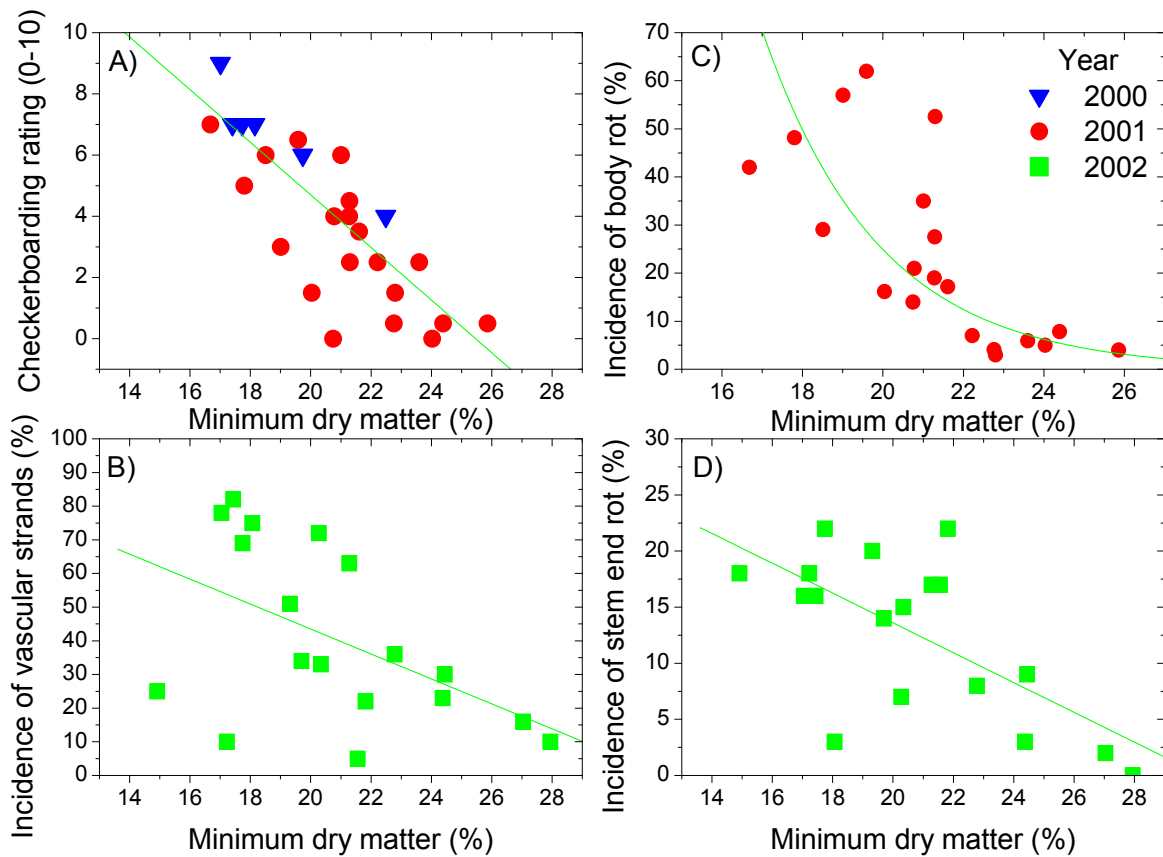 Checkerboarding rating (0-10)
10
8
6
4
2
0
A)
14 16 18 20 22 24 26 28
Minimum dry matter (%)
Incidence of body rot (%)
70
60
50
40
30
20
10
0
C)
Year
2000
2001
2002
16 18 20 22 24 26
Minimum dry matter (%)
Incidence of vascular strands (%)
100
90
80
70
60
50
40
30
20
10
0
B)
14 16 18 20 22 24 26 28
Minimum dry matter (%)
Incidence of stem end rot (%)
30
25
20
15
10
5
0
D)
14 16 18 20 22 24 26 28
Minimum dry matter (%)